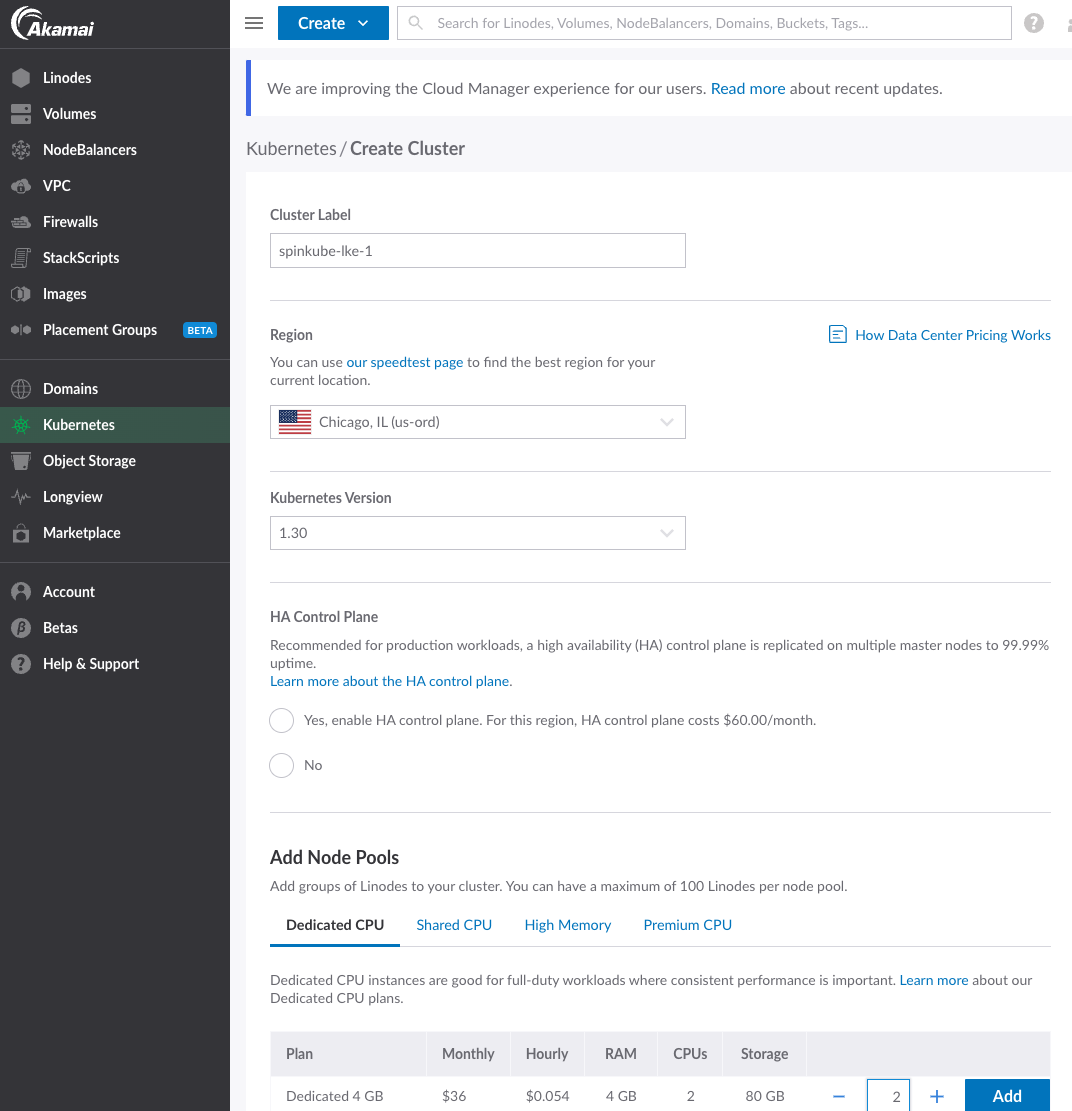 Akamai
Create
Search for Linodes, Volumes, NodeBalancers, Domains, Buckets, Tags...
?
Linodes
Volumes
NodeBalancers
VPC
Firewalls
StackScripts
Images
Placement Groups BETA
Domains
Kubernetes
Object Storage
Longview
Marketplace
Account
β Betas
? Help & Support
We are improving the Cloud Manager experience for our users. Read more about recent updates.
Kubernetes / Create Cluster
Cluster Label
spinkube-lke-1
Region
How Data Center Pricing Works
You can use our speedtest page to find the best region for your
current location.
Chicago, IL (us-ord)
Kubernetes Version
1.30
HA Control Plane
Recommended for production workloads, a high availability (HA) control plane is replicated on multiple master nodes to 99.99%
uptime.
Learn more about the HA control plane.
Yes, enable HA control plane. For this region, HA control plane costs $60.00/month.
No
Add Node Pools
Add groups of Linodes to your cluster. You can have a maximum of 100 Linodes per node pool.
Dedicated CPU Shared CPU High Memory Premium CPU
Dedicated CPU instances are good for full-duty workloads where consistent performance is important. Learn more about our
Dedicated CPU plans.
Plan Monthly Hourly RAM CPUs Storage
Dedicated 4 GB $36 $0.054 4 GB 2 80 GB − 2 + Add